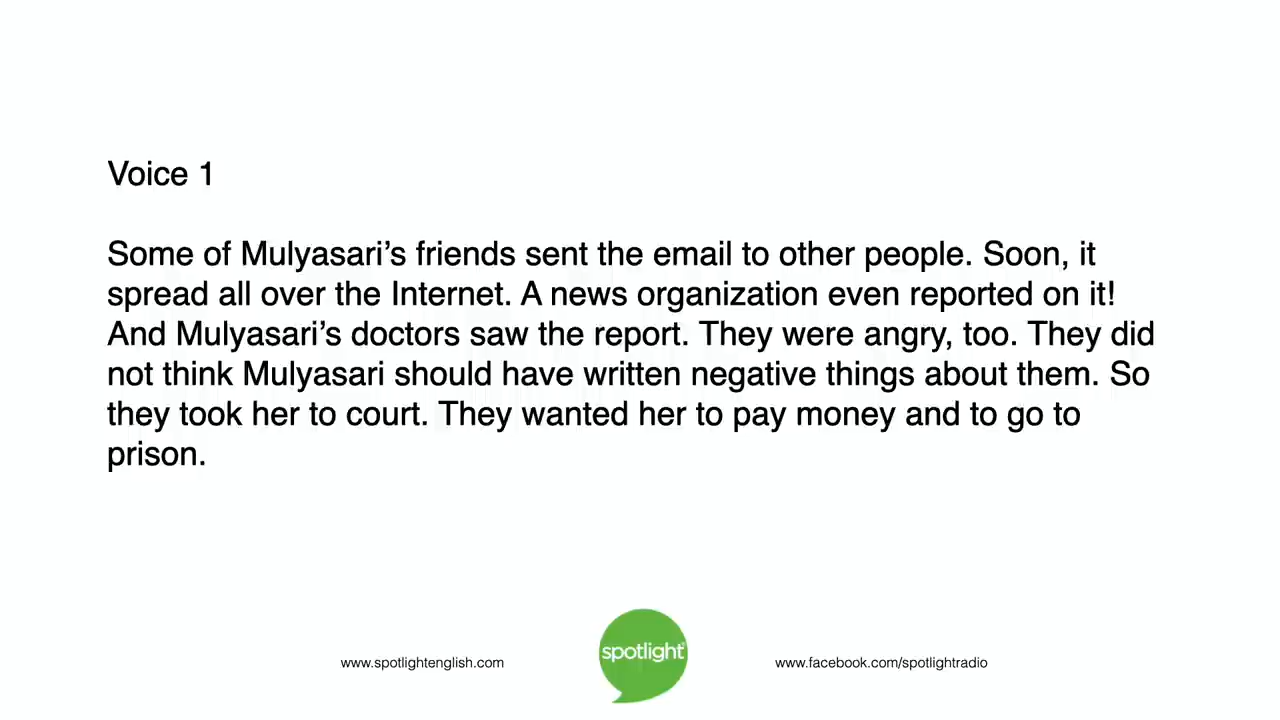 Voice 1
Some of Mulyasari’s friends sent the email to other people. Soon, it
spread all over the Internet. A news organization even reported on it!
And Mulyasari’s doctors saw the report. They were angry, too. They did
not think Mulyasari should have written negative things about them. So
they took her to court. They wanted her to pay money and to go to
prison.
www.spotlightenglish.com
spotlight
www.facebook.com/spotlightradio